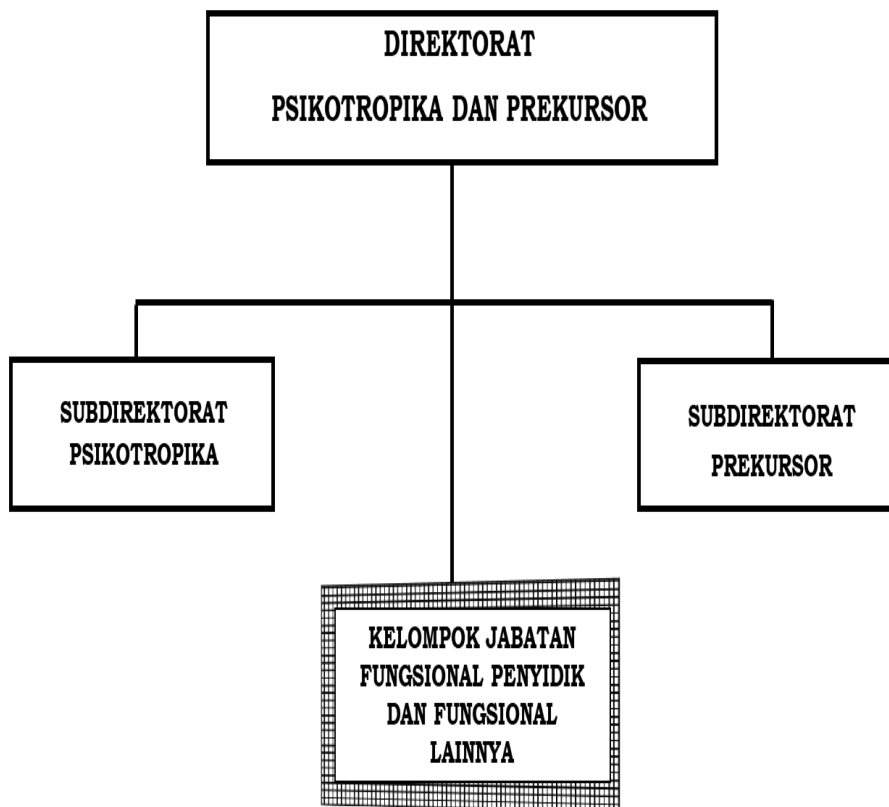 DIREKTORAT
PSIKOTROPIKA DAN PREKURSOR
SUBDIREKTORAT
PSIKOTROPIKA
SUBDIREKTORAT
PREKURSOR
KELOMPOK JABATAN
FUNGSIONAL PENYIDIK
DAN FUNGSIONAL
LAINNYA